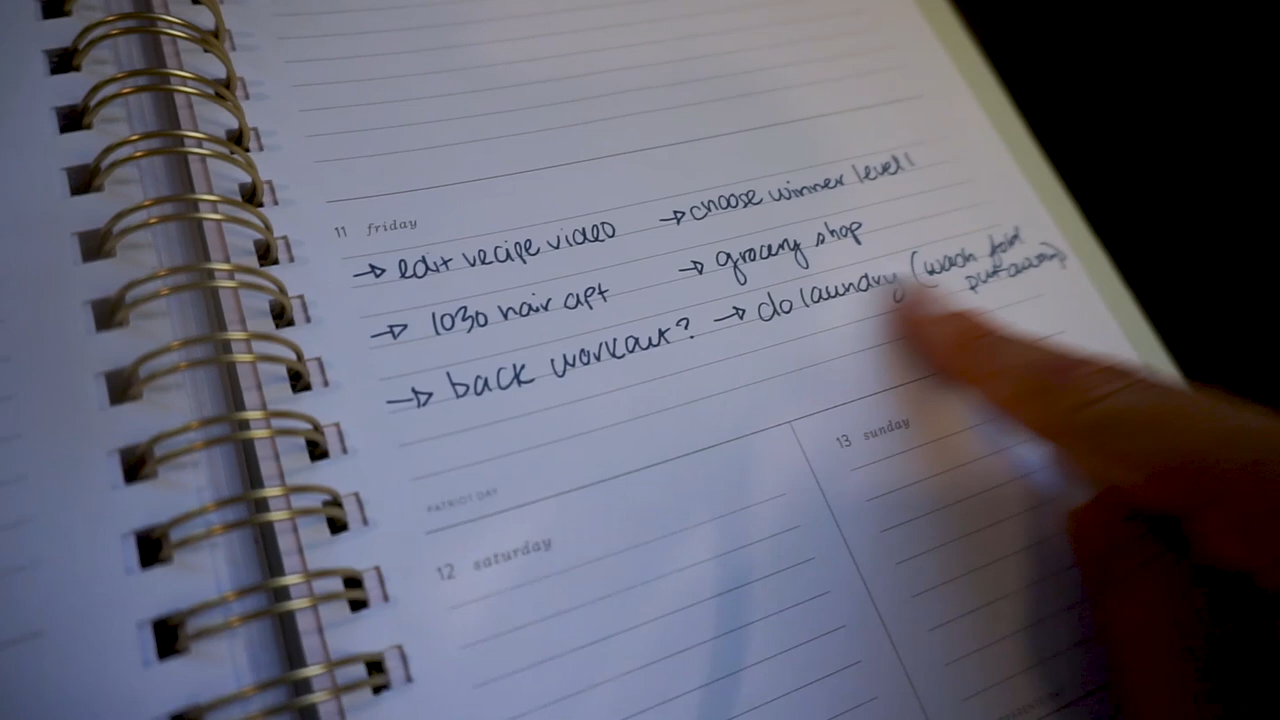 11 friday
→ edit recipe video → choose winner level!
→ 1030 hair apt → grocery shop
→ back workout? → do laundry (wash fold
put away)
PATRIOT DAY
12 saturday
13 sunday